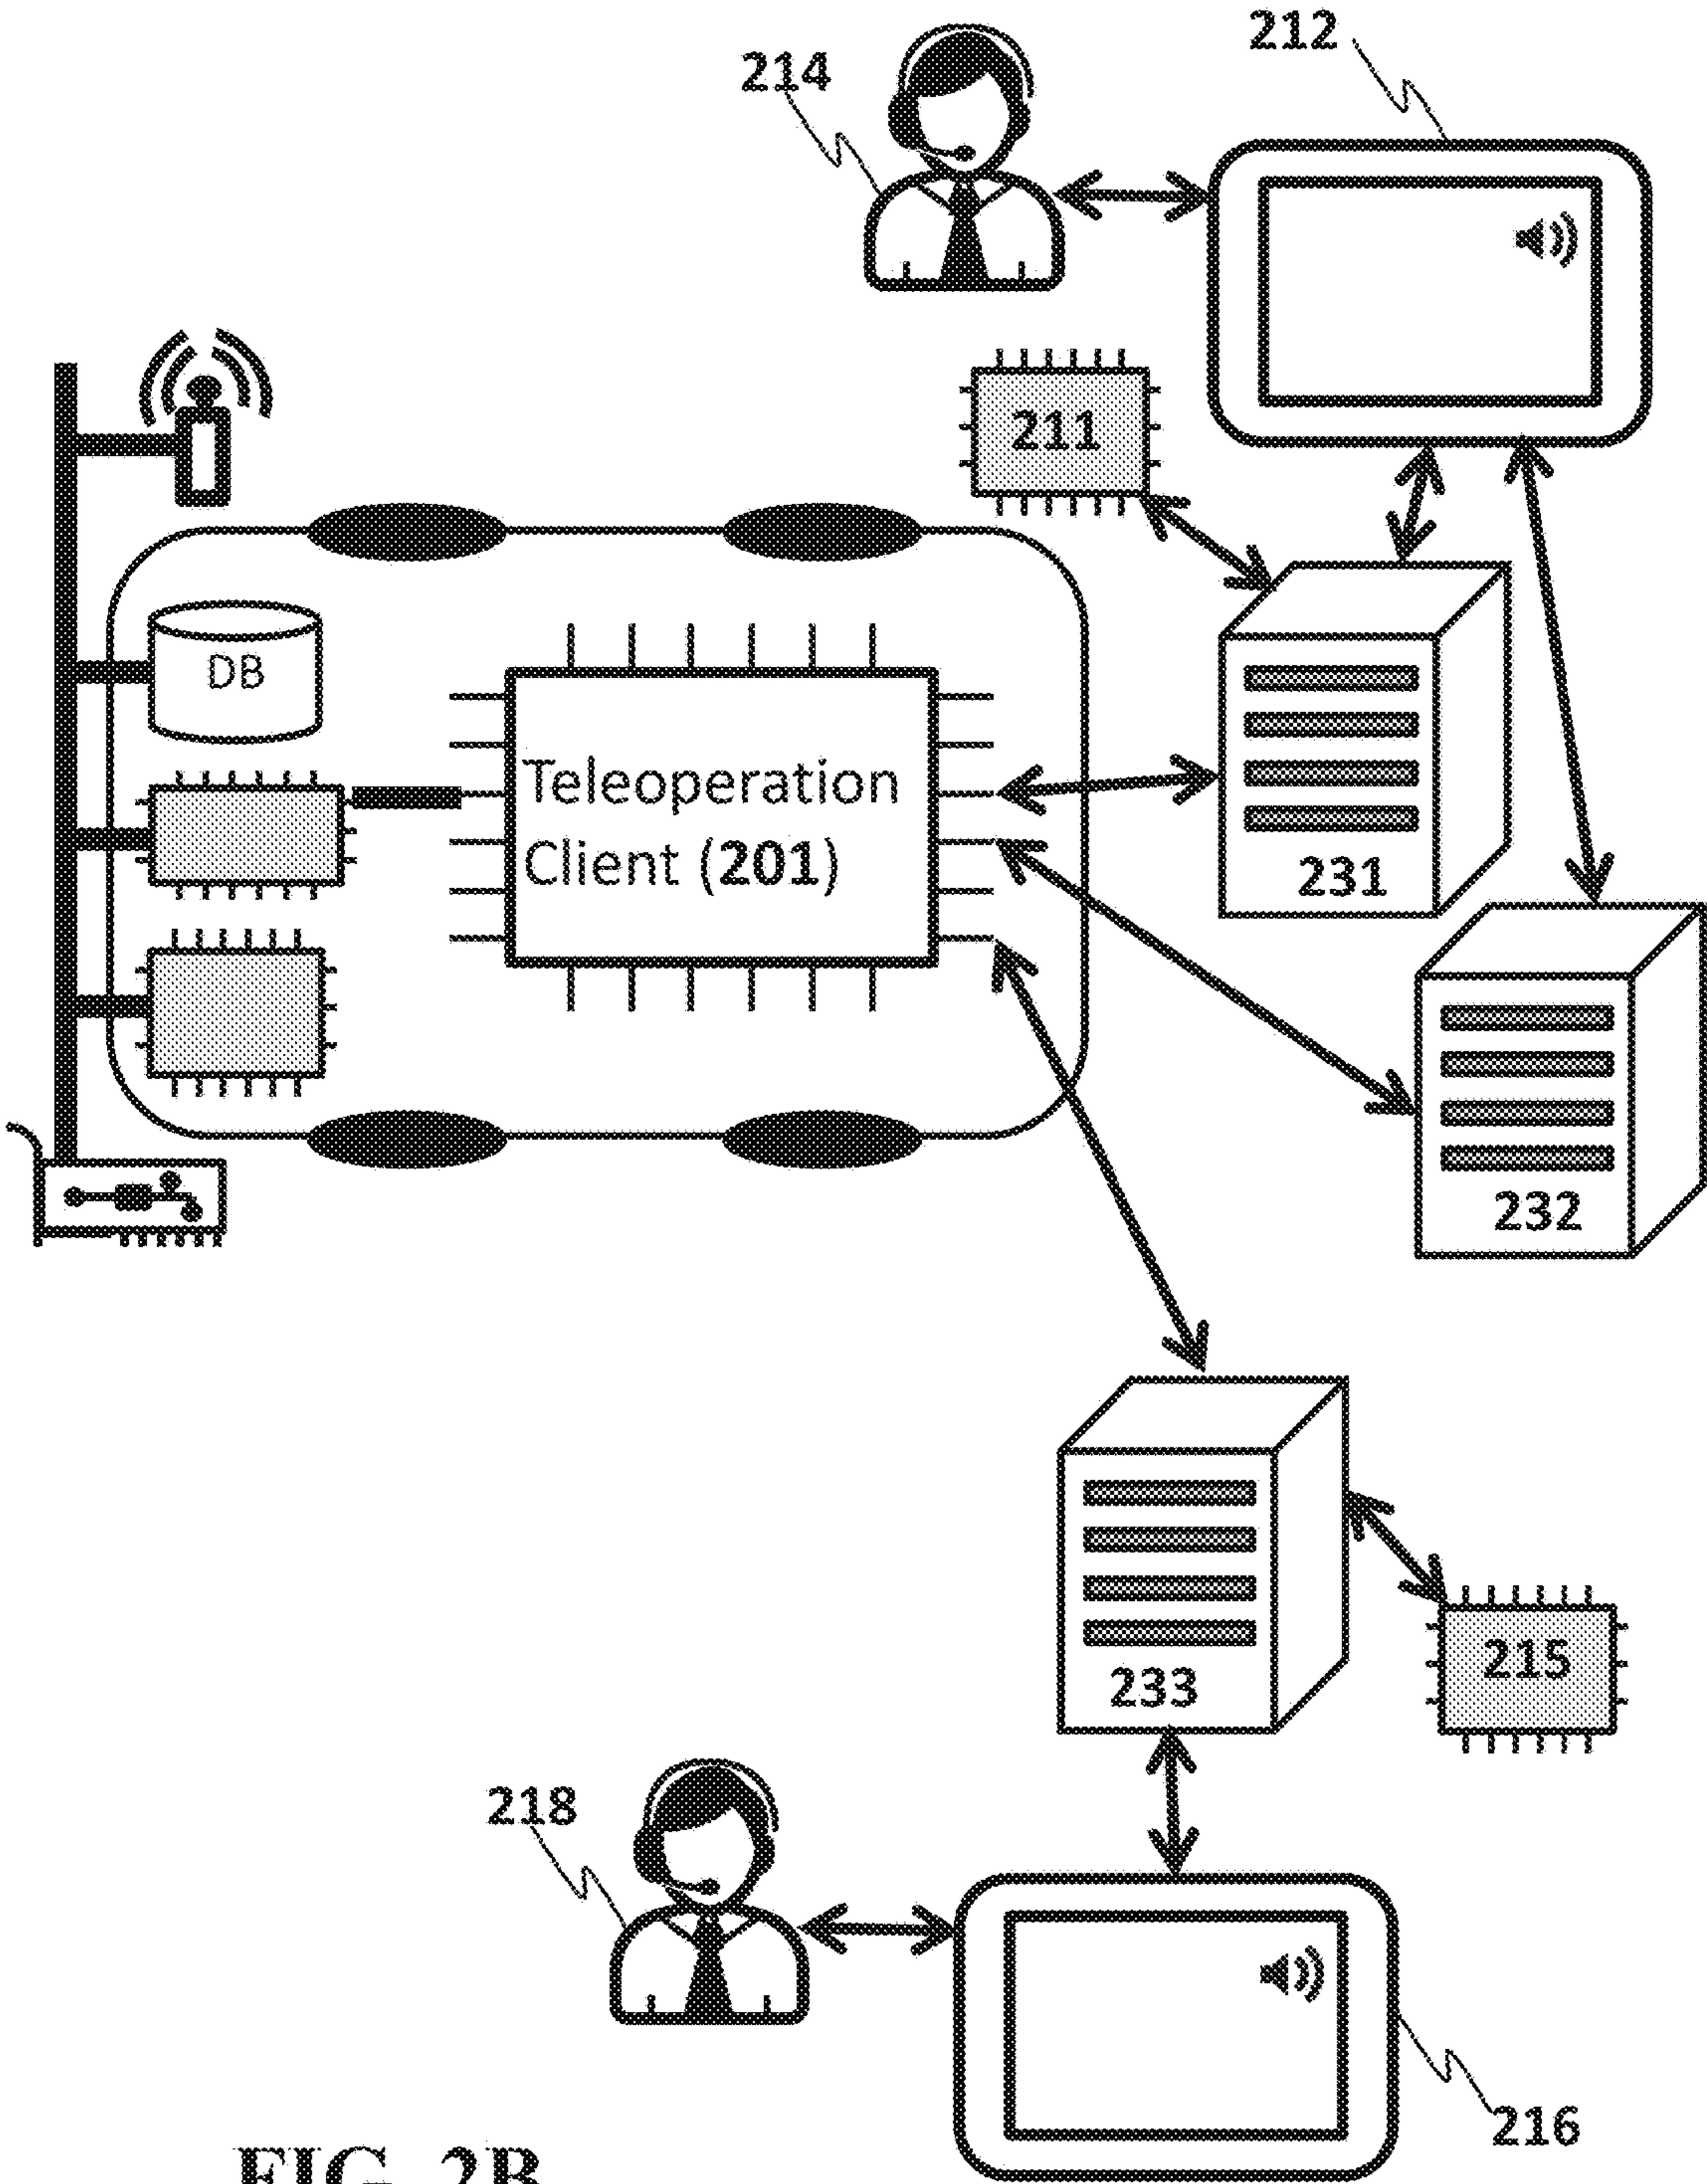 212
214
211
DB
Teleoperation
Client (201)
231
232
233
215
218
216
FIG. 2B